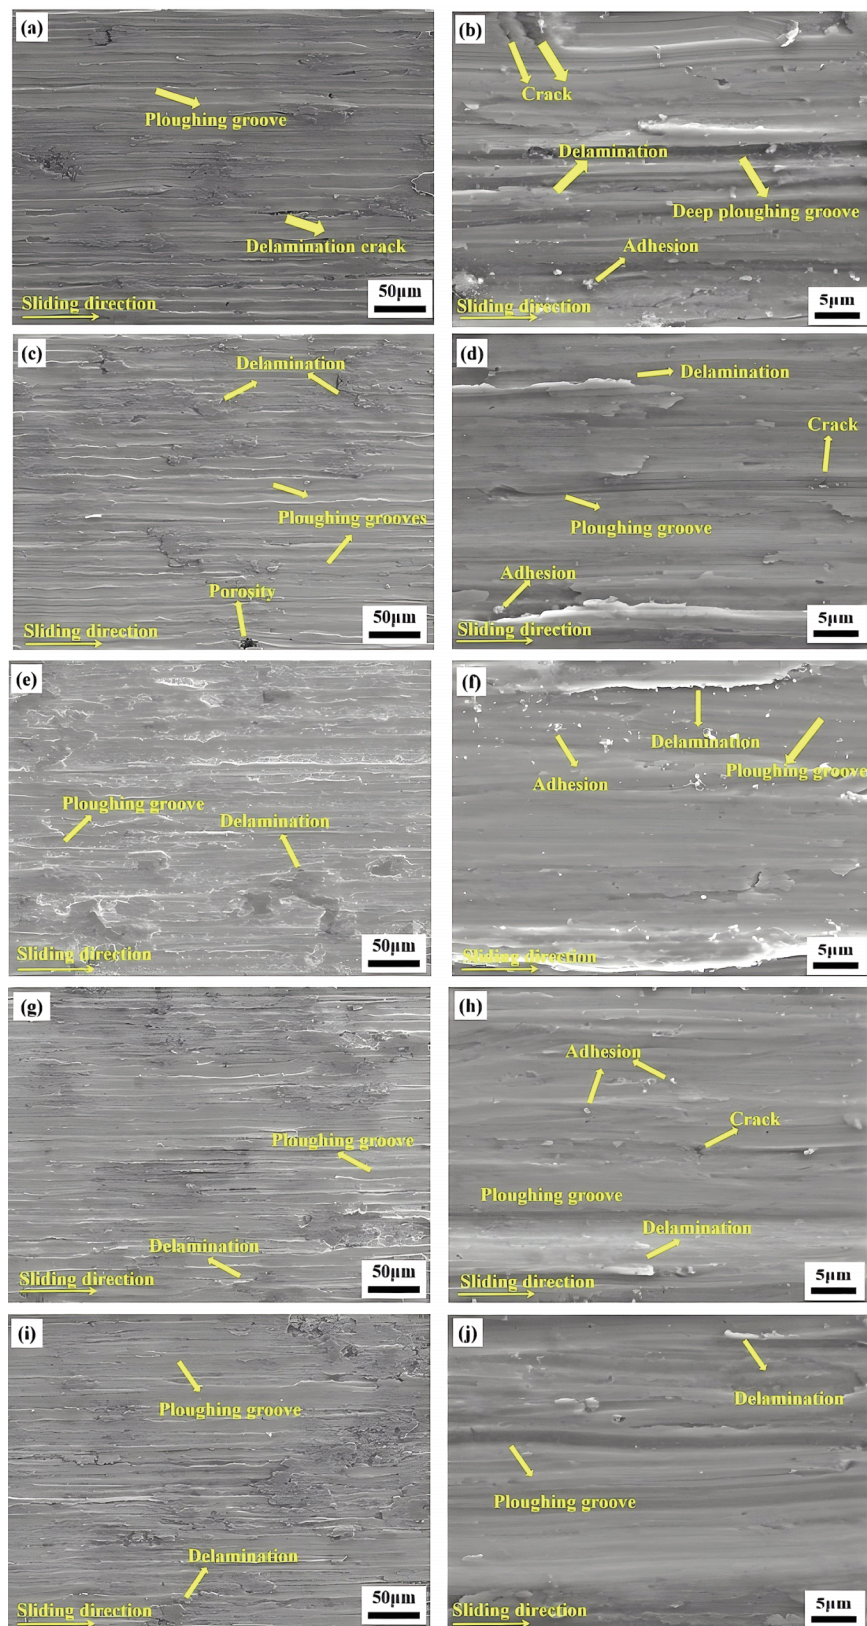 (a)
Ploughing groove
Delamination crack
Sliding direction
50μm
(b)
Crack
Delamination
Deep ploughing groove
Adhesion
Sliding direction
5μm
(c)
Delamination
Ploughing grooves
Porosity
Sliding direction
50μm
(d)
Delamination
Crack
Ploughing groove
Adhesion
Sliding direction
5μm
(e)
Ploughing groove
Delamination
Sliding direction
50μm
(f)
Delamination
Ploughing groove
Adhesion
Sliding direction
5μm
(g)
Ploughing groove
Delamination
Sliding direction
50μm
(h)
Adhesion
Crack
Ploughing groove
Delamination
Sliding direction
5μm
(i)
Ploughing groove
Delamination
Sliding direction
50μm
(j)
Delamination
Ploughing groove
Sliding direction
5μm